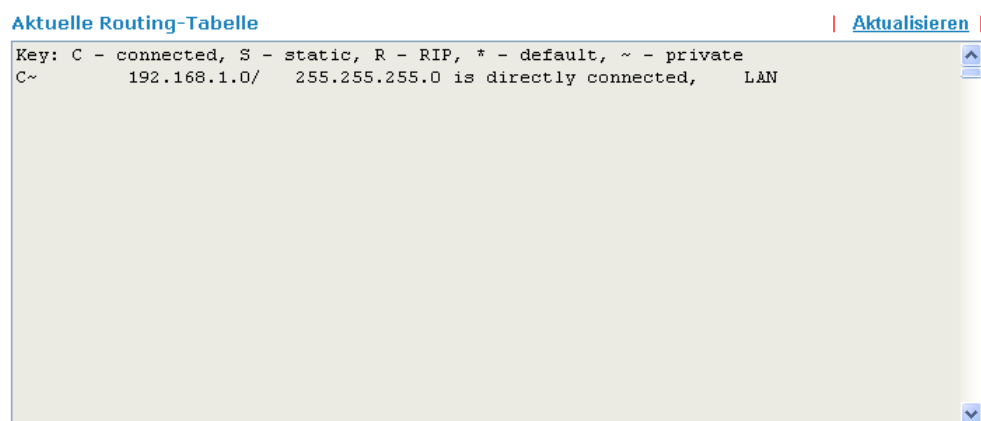 Aktuelle Routing-Tabelle | Aktualisieren |
Key: C - connected, S - static, R - RIP, * - default, ~ - private
C~ 192.168.1.0/ 255.255.255.0 is directly connected, LAN